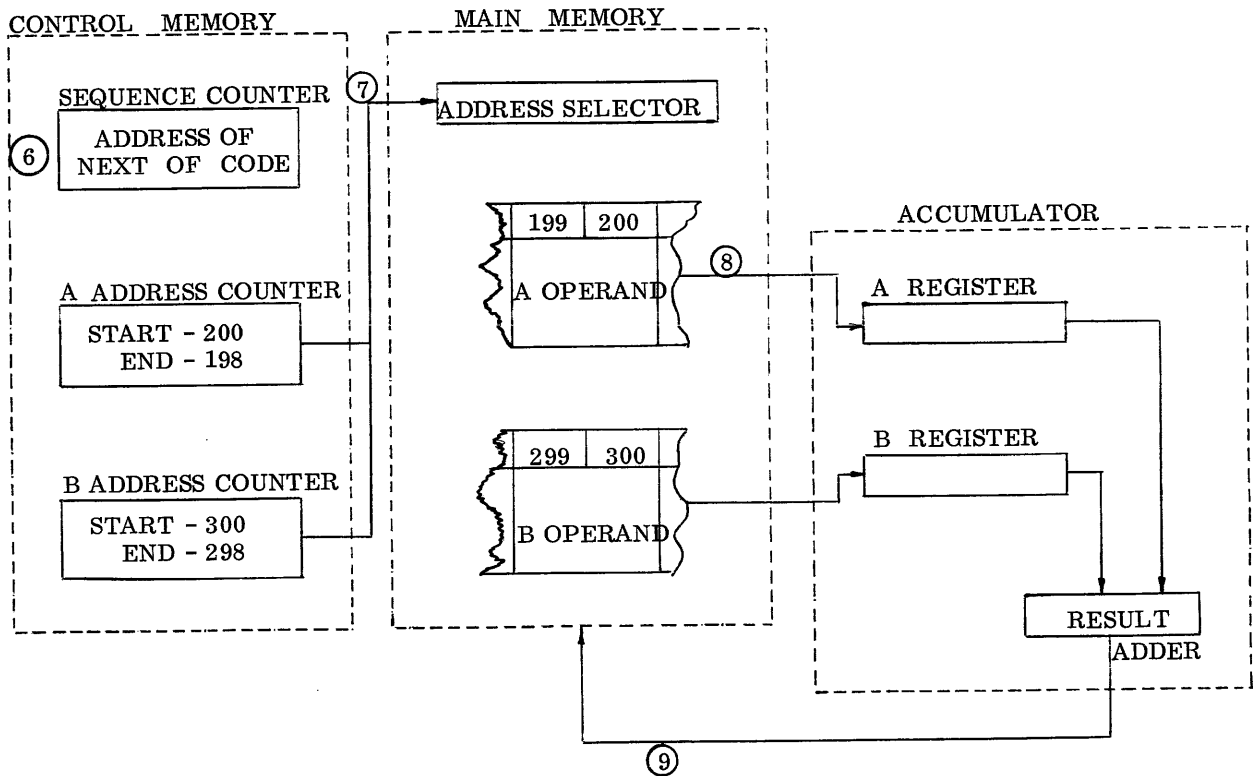 CONTROL MEMORY
MAIN MEMORY
SEQUENCE COUNTER
7
ADDRESS SELECTOR
6
ADDRESS OF
NEXT OF CODE
199 200
ACCUMULATOR
8
A ADDRESS COUNTER
A OPERAND
A REGISTER
START - 200
END - 198
B REGISTER
299 300
B ADDRESS COUNTER
START - 300
END - 298
B OPERAND
RESULT
ADDER
9